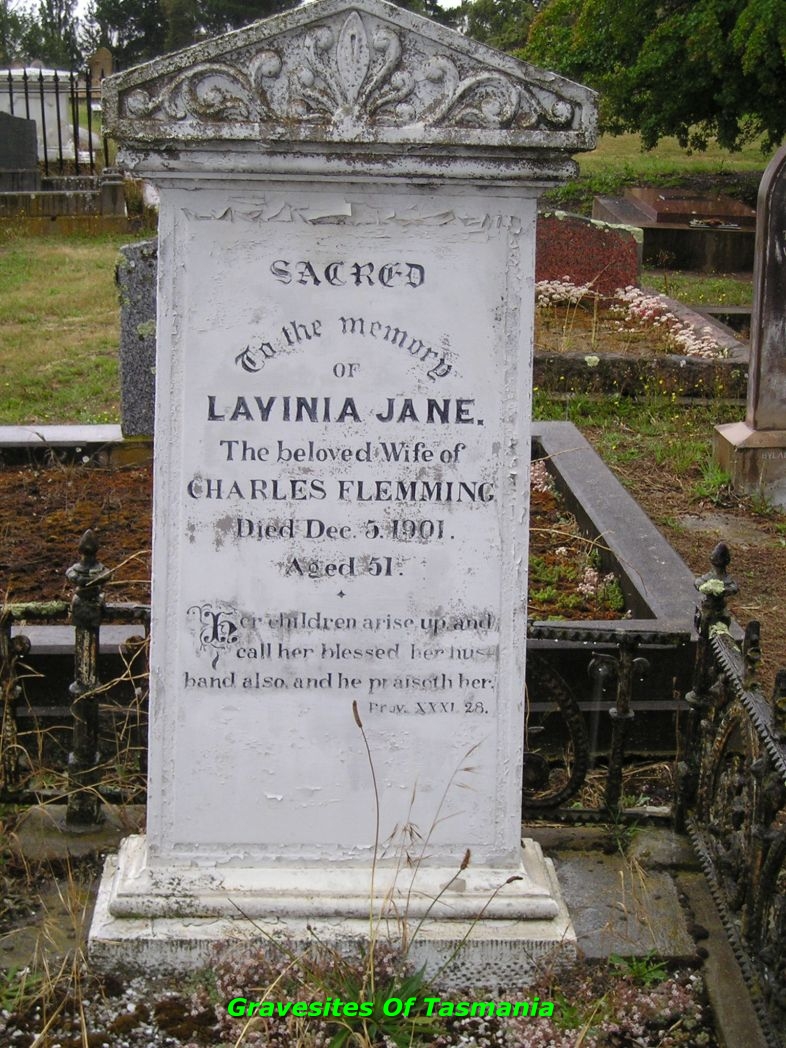 SACRED
To the memory
OF
LAVINIA JANE.
The beloved Wife of
CHARLES FLEMMING
Died Dec. 5. 1901.
Aged 51.
Her children arise up, and
call her blessed her hus-
band also, and he praiseth her.
Prov. XXXI. 28.
Gravesites Of Tasmania